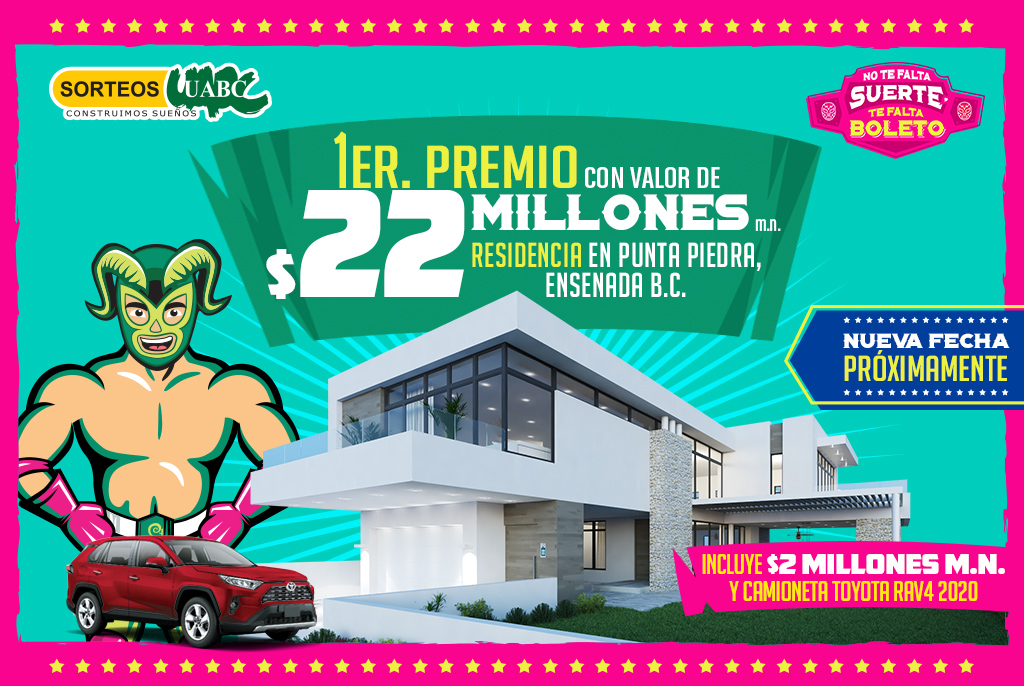 SORTEOS UABC
CONSTRUIMOS SUEÑOS
NO TE FALTA
SUERTE,
TE FALTA
BOLETO
1ER. PREMIO CON VALOR DE
$22 MILLONES m.n.
RESIDENCIA EN PUNTA PIEDRA,
ENSENADA B.C.
NUEVA FECHA
PRÓXIMAMENTE
INCLUYE $2 MILLONES M.N.
Y CAMIONETA TOYOTA RAV4 2020